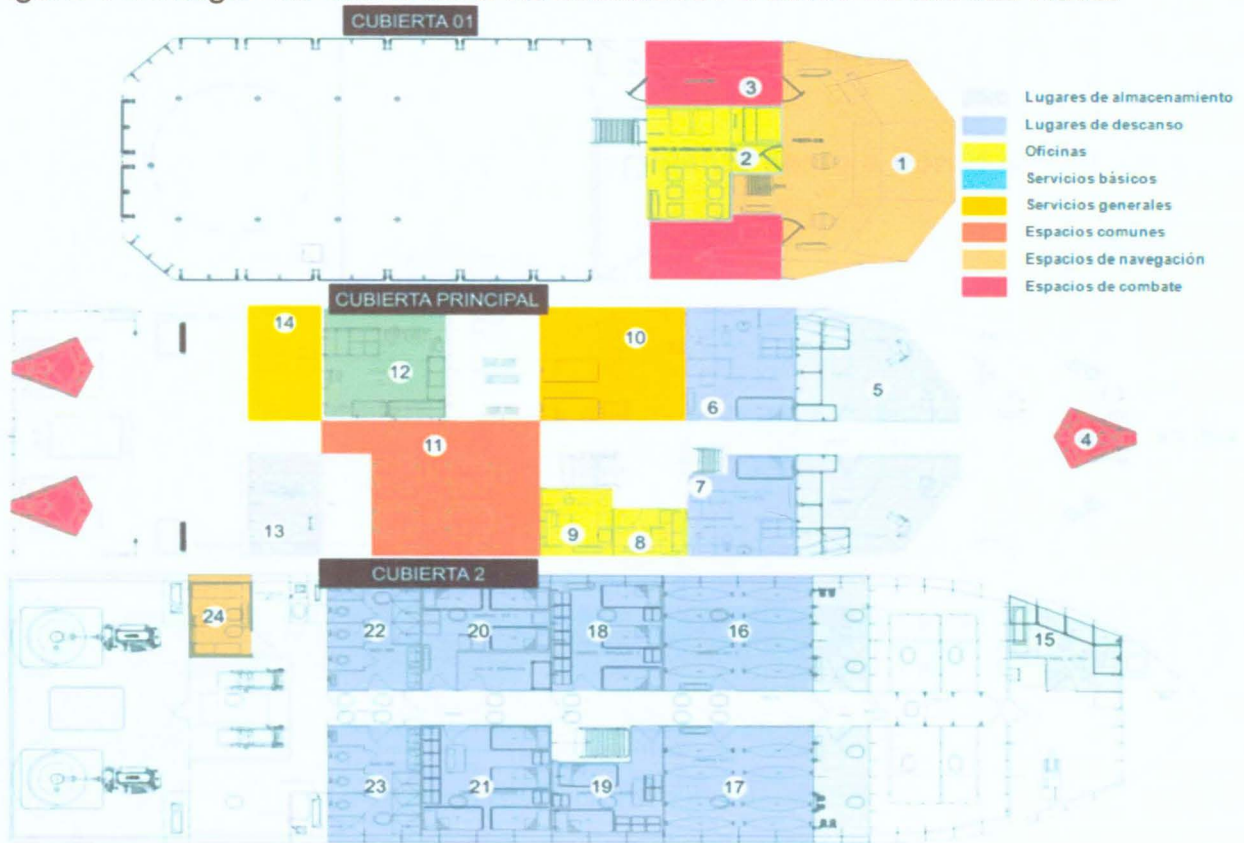 CUBIERTA 01
3
2
1
Lugares de almacenamiento
Lugares de descanso
Oficinas
Servicios básicos
Servicios generales
Espacios comunes
Espacios de navegación
Espacios de combate
CUBIERTA PRINCIPAL
14
12
10
6
5
11
4
13
9
8
7
CUBIERTA 2
24
22
20
18
16
15
23
21
19
17